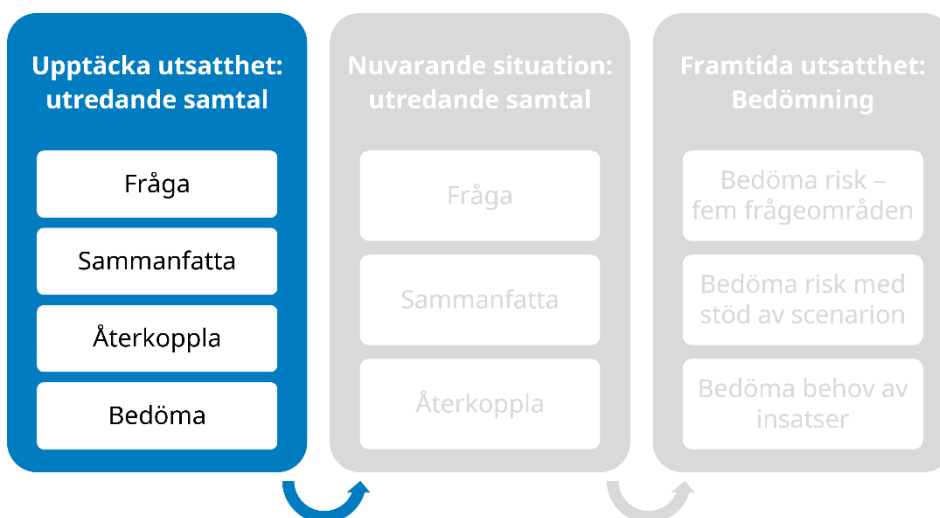 Upptäcka utsatthet:
utredande samtal
Fråga
Sammanfatta
Återkoppla
Bedöma
Nuvarande situation:
utredande samtal
Fråga
Sammanfatta
Återkoppla
Framtida utsatthet:
Bedömning
Bedöma risk –
fem frågeområden
Bedöma risk med
stöd av scenarion
Bedöma behov av
insatser